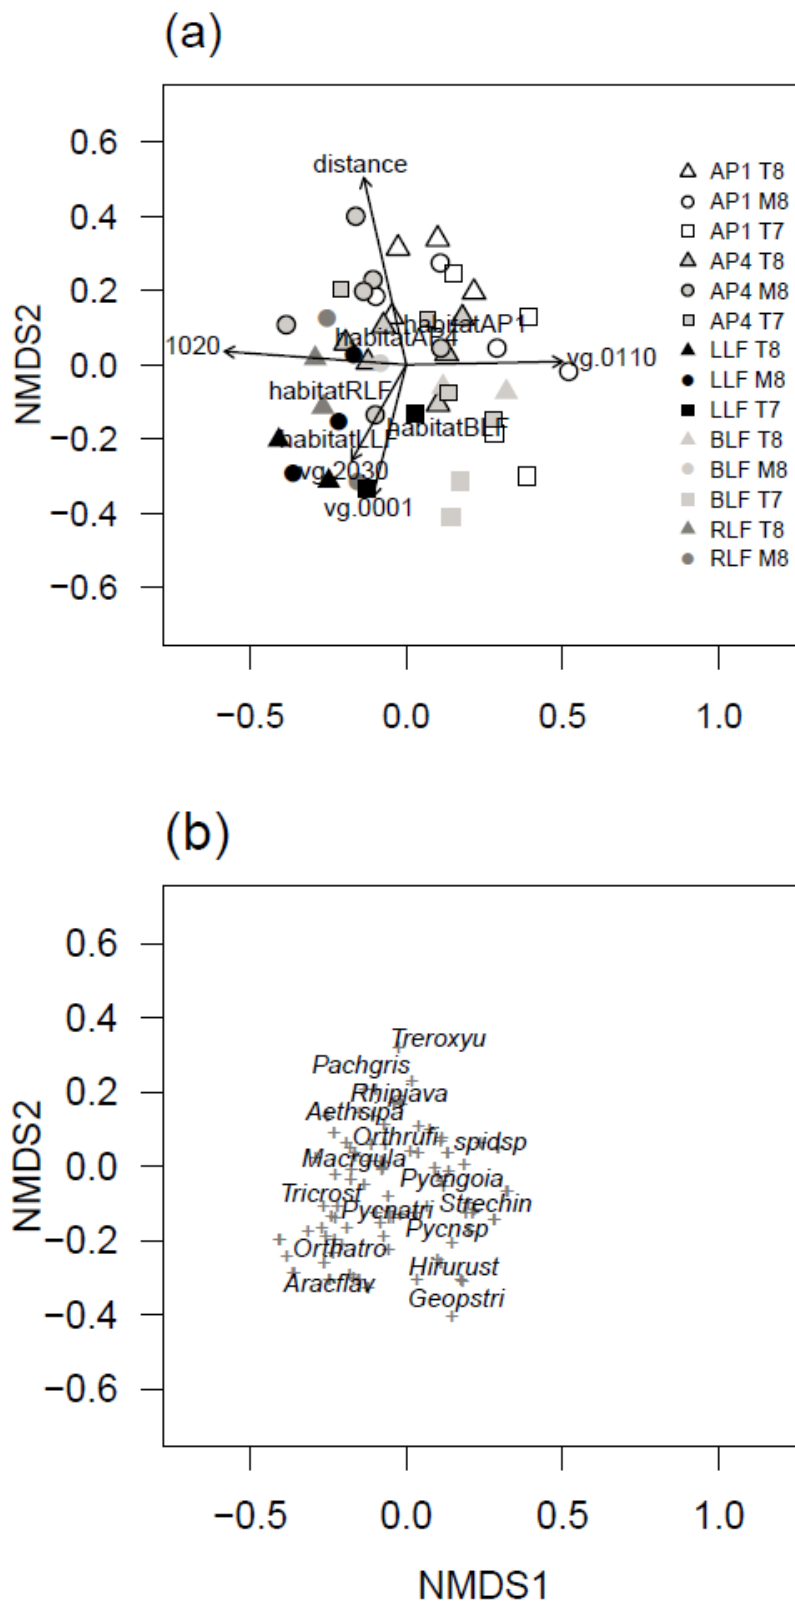 (a)
NMDS2
0.6
0.4
0.2
0.0
−0.2
−0.4
−0.6
distance
habitatAP1
habitatAP4
1020
vg.0110
habitatRLF
habitatBLF
habitatLLF
vg.2030
vg.0001
AP1 T8
AP1 M8
AP1 T7
AP4 T8
AP4 M8
AP4 T7
LLF T8
LLF M8
LLF T7
BLF T8
BLF M8
BLF T7
RLF T8
RLF M8
−0.5 0.0 0.5 1.0
(b)
NMDS2
0.6
0.4
0.2
0.0
−0.2
−0.4
−0.6
Treroxyu
Pachgris
Rhipjava
Aethsipa
Orthrufi
spidsp
Macrgula
Pycngoia
Tricrost
Strechin
Pycnatri
Pycnsp
Orthatro
Hirurust
Aracflav
Geopstri
−0.5 0.0 0.5 1.0
NMDS1